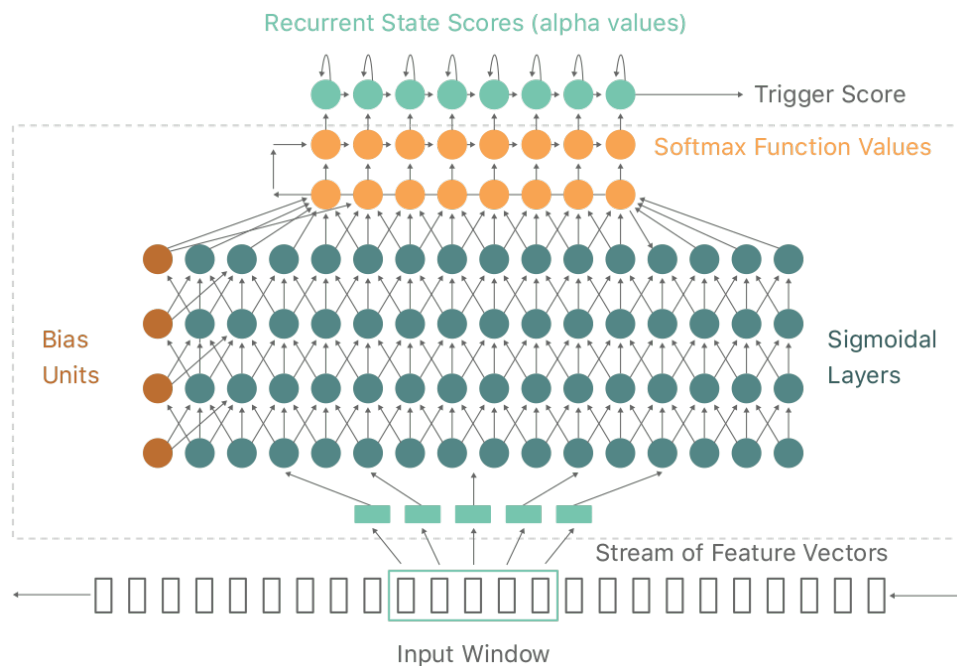 Recurrent State Scores (alpha values)
Trigger Score
Softmax Function Values
Bias
Units
Sigmoidal
Layers
Stream of Feature Vectors
Input Window